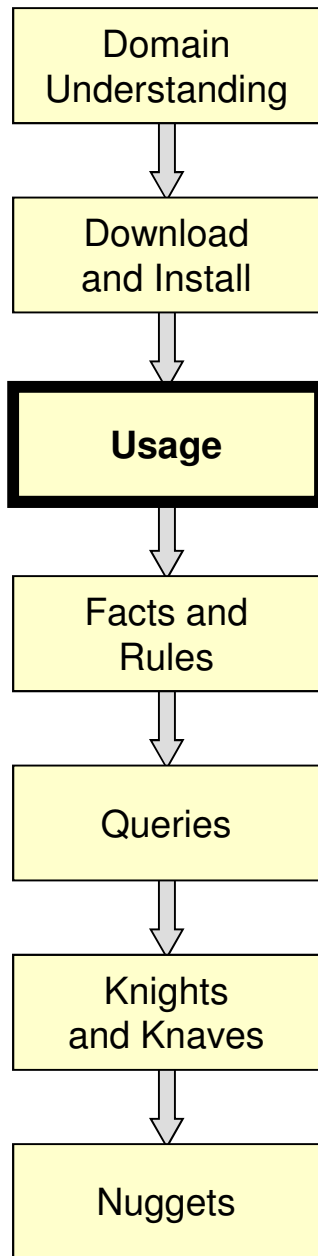 Domain
Understanding
Download
and Install
Usage
Facts and
Rules
Queries
Knights
and Knaves
Nuggets